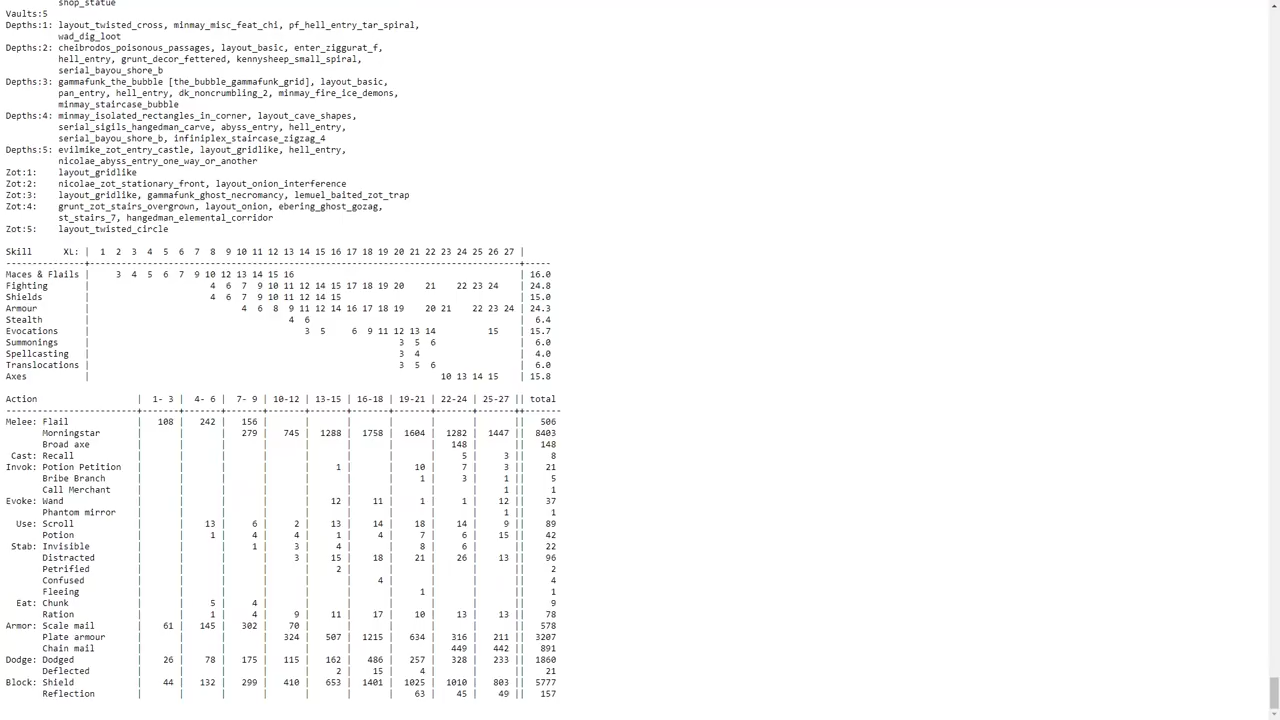 shop_statue
Vaults:5
Depths:1: layout_twisted_cross, minmay_misc_feat_chi, pf_hell_entry_tar_spiral,
          wad_dig_loot
Depths:2: cheibrodos_poisonous_passages, layout_basic, enter_ziggurat_f,
          hell_entry, grunt_decor_fettered, kennysheep_small_spiral,
          serial_bayou_shore_b
Depths:3: gammafunk_the_bubble [the_bubble_gammafunk_grid], layout_basic,
          pan_entry, hell_entry, dk_noncrumbling_2, minmay_fire_ice_demons,
          minmay_staircase_bubble
Depths:4: minmay_isolated_rectangles_in_corner, layout_cave_shapes,
          serial_sigils_hangedman_carve, abyss_entry, hell_entry,
          serial_bayou_shore_b, infiniplex_staircase_zigzag_4
Depths:5: evilmike_zot_entry_castle, layout_gridlike, hell_entry,
          nicolae_abyss_entry_one_way_or_another
Zot:1:    layout_gridlike
Zot:2:    nicolae_zot_stationary_front, layout_onion_interference
Zot:3:    layout_gridlike, gammafunk_ghost_necromancy, lemuel_baited_zot_trap
Zot:4:    grunt_zot_stairs_overgrown, layout_onion, ebering_ghost_gozag,
          st_stairs_7, hangedman_elemental_corridor
Zot:5:    layout_twisted_circle
Skill      XL: |  1  2  3  4  5  6  7  8  9 10 11 12 13 14 15 16 17 18 19 20 21 22 23 24 25 26 27 |
---------------+----------------------------------------------------------------------------------+-----
Maces & Flails |     3  4  5  6  7  9 10 12 13 14 15 16                                           | 16.0
Fighting       |                       4  6  7  9 10 11 12 14 15 17 18 19 20    21    22 23 24    | 24.8
Shields        |                       4  6  7  9 10 11 12 14 15                                  | 15.0
Armour         |                             4  6  8  9 11 12 14 16 17 18 19    20 21    22 23 24 | 24.3
Stealth        |                                      4  6                                        | 6.4
Evocations     |                                         3  5     6  9 11 12 13 14          15    | 15.7
Summonings     |                                                           3  5  6                | 6.0
Spellcasting   |                                                           3  4                   | 4.0
Translocations |                                                           3  5  6                | 6.0
Axes           |                                                                   10 13 14 15    | 15.8
Action                   |  1- 3 |  4- 6 |  7- 9 | 10-12 | 13-15 | 16-18 | 19-21 | 22-24 | 25-27 || total
-------------------------+-------+-------+-------+-------+-------+-------+-------+-------+-------++-------
Melee: Flail             |   108 |   242 |   156 |       |       |       |       |       |       ||   506
       Morningstar       |       |       |   279 |   745 |  1288 |  1758 |  1604 |  1282 |  1447 ||  8403
       Broad axe         |       |       |       |       |       |       |       |   148 |       ||   148
 Cast: Recall            |       |       |       |       |       |       |       |     5 |     3 ||     8
Invok: Potion Petition   |       |       |       |       |     1 |       |    10 |     7 |     3 ||    21
       Bribe Branch      |       |       |       |       |       |       |     1 |     3 |     1 ||     5
       Call Merchant     |       |       |       |       |       |       |       |       |     1 ||     1
Evoke: Wand              |       |       |       |       |    12 |    11 |     1 |     1 |    12 ||    37
       Phantom mirror    |       |       |       |       |       |       |       |       |     1 ||     1
  Use: Scroll            |       |    13 |     6 |     2 |    13 |    14 |    18 |    14 |     9 ||    89
       Potion            |       |     1 |     4 |     4 |     1 |     4 |     7 |     6 |    15 ||    42
 Stab: Invisible         |       |       |     1 |     3 |     4 |       |     8 |     6 |       ||    22
       Distracted        |       |       |       |     3 |    15 |    18 |    21 |    26 |    13 ||    96
       Petrified         |       |       |       |       |     2 |       |       |       |       ||     2
       Confused          |       |       |       |       |       |     4 |       |       |       ||     4
       Fleeing           |       |       |       |       |       |       |     1 |       |       ||     1
  Eat: Chunk             |       |     5 |     4 |       |       |       |       |       |       ||     9
       Ration            |       |     1 |     4 |     9 |    11 |    17 |    10 |    13 |    13 ||    78
Armor: Scale mail        |    61 |   145 |   302 |    70 |       |       |       |       |       ||   578
       Plate armour      |       |       |       |   324 |   507 |  1215 |   634 |   316 |   211 ||  3207
       Chain mail        |       |       |       |       |       |       |       |   449 |   442 ||   891
Dodge: Dodged            |    26 |    78 |   175 |   115 |   162 |   486 |   257 |   328 |   233 ||  1860
       Deflected         |       |       |       |       |     2 |    15 |     4 |       |       ||    21
Block: Shield            |    44 |   132 |   299 |   410 |   653 |  1401 |  1025 |  1010 |   803 ||  5777
       Reflection        |       |       |       |       |       |       |    63 |    45 |    49 ||   157